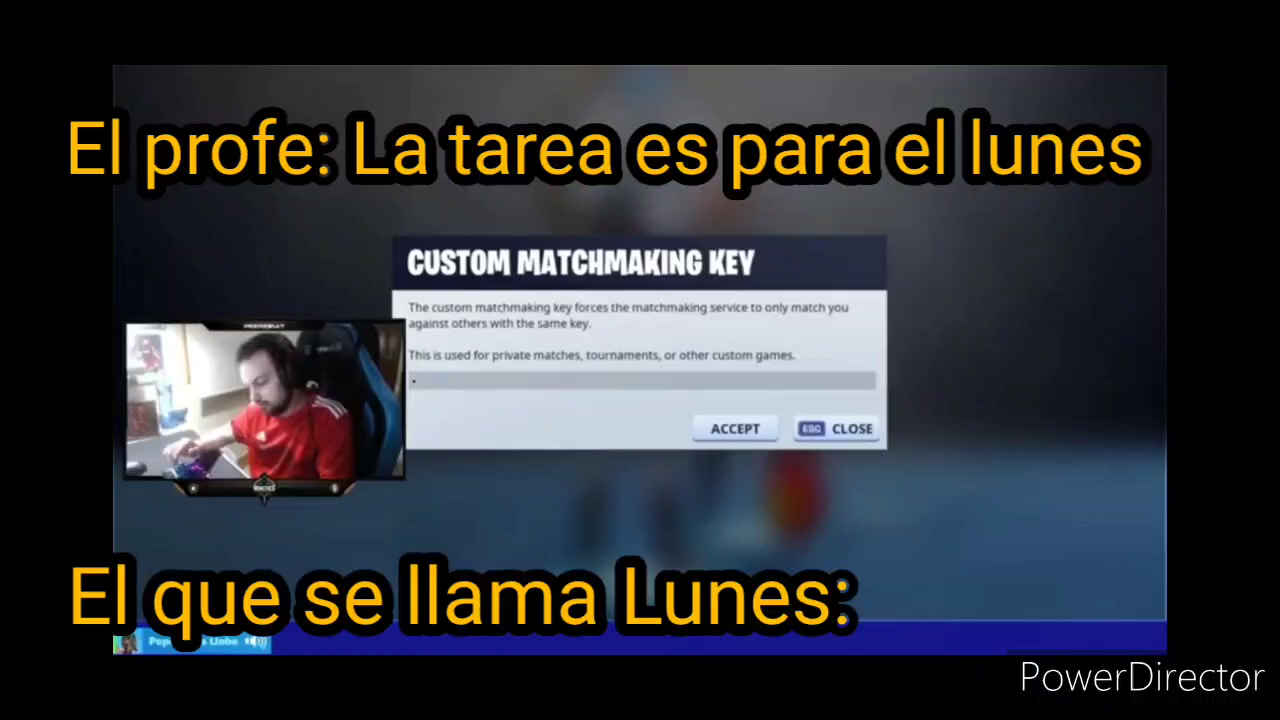 El profe: La tarea es para el lunes
CUSTOM MATCHMAKING KEY
The custom matchmaking key forces the matchmaking service to only match you
against others with the same key.
This is used for private matches, tournaments, or other custom games.
ACCEPT
ESC CLOSE
El que se llama Lunes:
PowerDirector